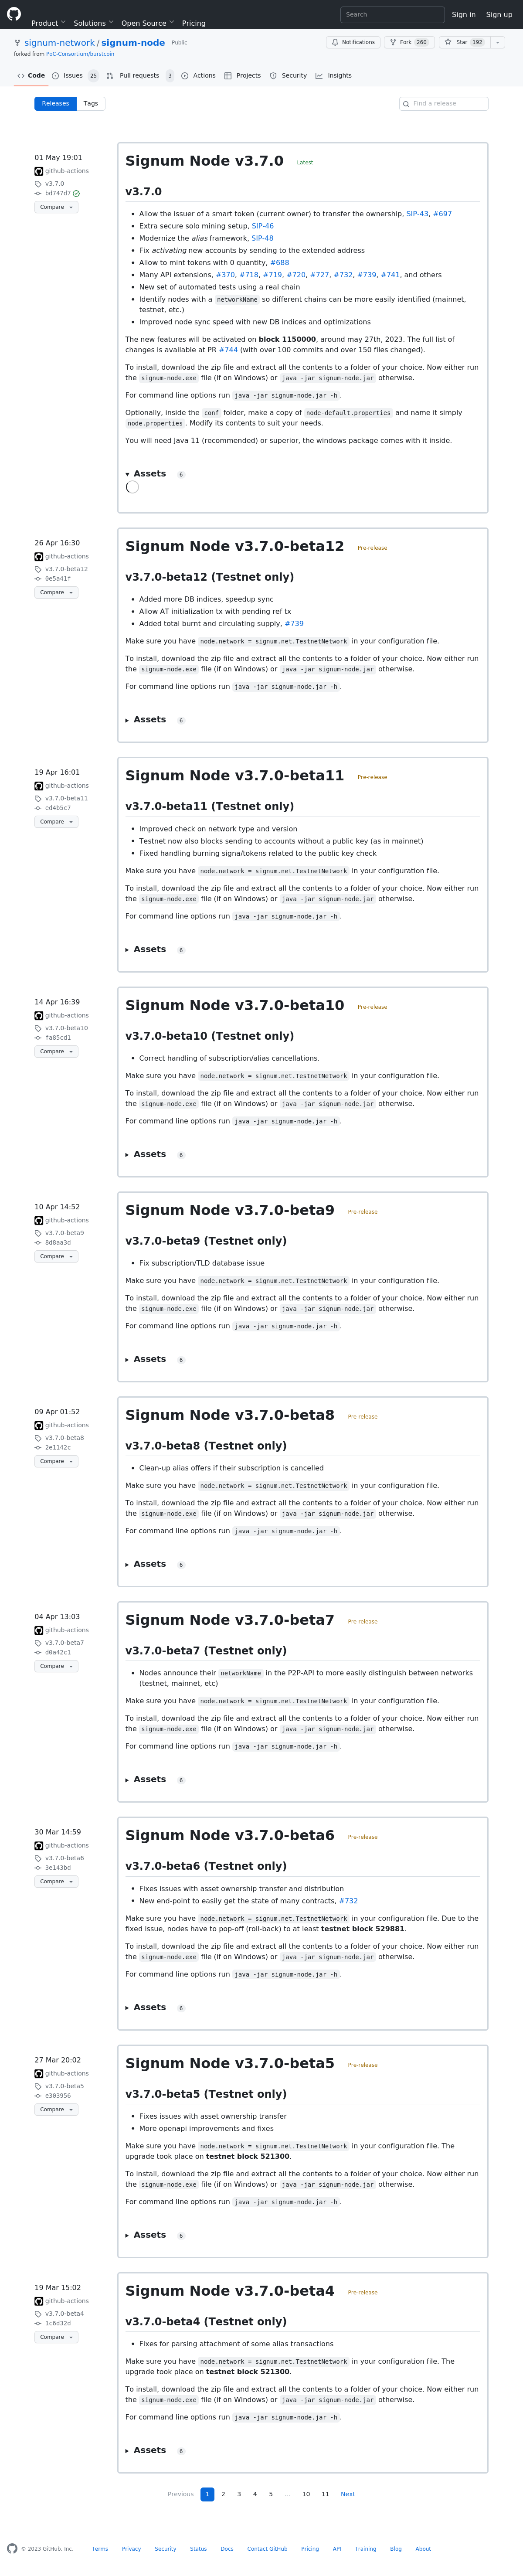 Product Solutions Open Source Pricing
Search
Sign in Sign up
signum-network / signum-node Public
forked from PoC-Consortium/burstcoin
Notifications Fork 260 Star 192
Code Issues 25 Pull requests 3 Actions Projects Security Insights
Releases Tags
Find a release
01 May 19:01
github-actions
v3.7.0
bd747d7
Compare
Signum Node v3.7.0 Latest
v3.7.0
• Allow the issuer of a smart token (current owner) to transfer the ownership, SIP-43, #697
• Extra secure solo mining setup, SIP-46
• Modernize the alias framework, SIP-48
• Fix activating new accounts by sending to the extended address
• Allow to mint tokens with 0 quantity, #688
• Many API extensions, #370, #718, #719, #720, #727, #732, #739, #741, and others
• New set of automated tests using a real chain
• Identify nodes with a networkName so different chains can be more easily identified (mainnet,
testnet, etc.)
• Improved node sync speed with new DB indices and optimizations
The new features will be activated on block 1150000, around may 27th, 2023. The full list of
changes is available at PR #744 (with over 100 commits and over 150 files changed).
To install, download the zip file and extract all the contents to a folder of your choice. Now either run
the signum-node.exe file (if on Windows) or java -jar signum-node.jar otherwise.
For command line options run java -jar signum-node.jar -h.
Optionally, inside the conf folder, make a copy of node-default.properties and name it simply
node.properties. Modify its contents to suit your needs.
You will need Java 11 (recommended) or superior, the windows package comes with it inside.
Assets 6
26 Apr 16:30
github-actions
v3.7.0-beta12
0e5a41f
Compare
Signum Node v3.7.0-beta12 Pre-release
v3.7.0-beta12 (Testnet only)
• Added more DB indices, speedup sync
• Allow AT initialization tx with pending ref tx
• Added total burnt and circulating supply, #739
Make sure you have node.network = signum.net.TestnetNetwork in your configuration file.
To install, download the zip file and extract all the contents to a folder of your choice. Now either run
the signum-node.exe file (if on Windows) or java -jar signum-node.jar otherwise.
For command line options run java -jar signum-node.jar -h.
Assets 6
19 Apr 16:01
github-actions
v3.7.0-beta11
ed4b5c7
Compare
Signum Node v3.7.0-beta11 Pre-release
v3.7.0-beta11 (Testnet only)
• Improved check on network type and version
• Testnet now also blocks sending to accounts without a public key (as in mainnet)
• Fixed handling burning signa/tokens related to the public key check
Make sure you have node.network = signum.net.TestnetNetwork in your configuration file.
To install, download the zip file and extract all the contents to a folder of your choice. Now either run
the signum-node.exe file (if on Windows) or java -jar signum-node.jar otherwise.
For command line options run java -jar signum-node.jar -h.
Assets 6
14 Apr 16:39
github-actions
v3.7.0-beta10
fa85cd1
Compare
Signum Node v3.7.0-beta10 Pre-release
v3.7.0-beta10 (Testnet only)
• Correct handling of subscription/alias cancellations.
Make sure you have node.network = signum.net.TestnetNetwork in your configuration file.
To install, download the zip file and extract all the contents to a folder of your choice. Now either run
the signum-node.exe file (if on Windows) or java -jar signum-node.jar otherwise.
For command line options run java -jar signum-node.jar -h.
Assets 6
10 Apr 14:52
github-actions
v3.7.0-beta9
8d8aa3d
Compare
Signum Node v3.7.0-beta9 Pre-release
v3.7.0-beta9 (Testnet only)
• Fix subscription/TLD database issue
Make sure you have node.network = signum.net.TestnetNetwork in your configuration file.
To install, download the zip file and extract all the contents to a folder of your choice. Now either run
the signum-node.exe file (if on Windows) or java -jar signum-node.jar otherwise.
For command line options run java -jar signum-node.jar -h.
Assets 6
09 Apr 01:52
github-actions
v3.7.0-beta8
2e1142c
Compare
Signum Node v3.7.0-beta8 Pre-release
v3.7.0-beta8 (Testnet only)
• Clean-up alias offers if their subscription is cancelled
Make sure you have node.network = signum.net.TestnetNetwork in your configuration file.
To install, download the zip file and extract all the contents to a folder of your choice. Now either run
the signum-node.exe file (if on Windows) or java -jar signum-node.jar otherwise.
For command line options run java -jar signum-node.jar -h.
Assets 6
04 Apr 13:03
github-actions
v3.7.0-beta7
d0a42c1
Compare
Signum Node v3.7.0-beta7 Pre-release
v3.7.0-beta7 (Testnet only)
• Nodes announce their networkName in the P2P-API to more easily distinguish between networks
(testnet, mainnet, etc)
Make sure you have node.network = signum.net.TestnetNetwork in your configuration file.
To install, download the zip file and extract all the contents to a folder of your choice. Now either run
the signum-node.exe file (if on Windows) or java -jar signum-node.jar otherwise.
For command line options run java -jar signum-node.jar -h.
Assets 6
30 Mar 14:59
github-actions
v3.7.0-beta6
3e143bd
Compare
Signum Node v3.7.0-beta6 Pre-release
v3.7.0-beta6 (Testnet only)
• Fixes issues with asset ownership transfer and distribution
• New end-point to easily get the state of many contracts, #732
Make sure you have node.network = signum.net.TestnetNetwork in your configuration file. Due to the
fixed issue, nodes have to pop-off (roll-back) to at least testnet block 529881.
To install, download the zip file and extract all the contents to a folder of your choice. Now either run
the signum-node.exe file (if on Windows) or java -jar signum-node.jar otherwise.
For command line options run java -jar signum-node.jar -h.
Assets 6
27 Mar 20:02
github-actions
v3.7.0-beta5
e303956
Compare
Signum Node v3.7.0-beta5 Pre-release
v3.7.0-beta5 (Testnet only)
• Fixes issues with asset ownership transfer
• More openapi improvements and fixes
Make sure you have node.network = signum.net.TestnetNetwork in your configuration file. The
upgrade took place on testnet block 521300.
To install, download the zip file and extract all the contents to a folder of your choice. Now either run
the signum-node.exe file (if on Windows) or java -jar signum-node.jar otherwise.
For command line options run java -jar signum-node.jar -h.
Assets 6
19 Mar 15:02
github-actions
v3.7.0-beta4
1c6d32d
Compare
Signum Node v3.7.0-beta4 Pre-release
v3.7.0-beta4 (Testnet only)
• Fixes for parsing attachment of some alias transactions
Make sure you have node.network = signum.net.TestnetNetwork in your configuration file. The
upgrade took place on testnet block 521300.
To install, download the zip file and extract all the contents to a folder of your choice. Now either run
the signum-node.exe file (if on Windows) or java -jar signum-node.jar otherwise.
For command line options run java -jar signum-node.jar -h.
Assets 6
Previous 1 2 3 4 5 … 10 11 Next
© 2023 GitHub, Inc. Terms Privacy Security Status Docs Contact GitHub Pricing API Training Blog About